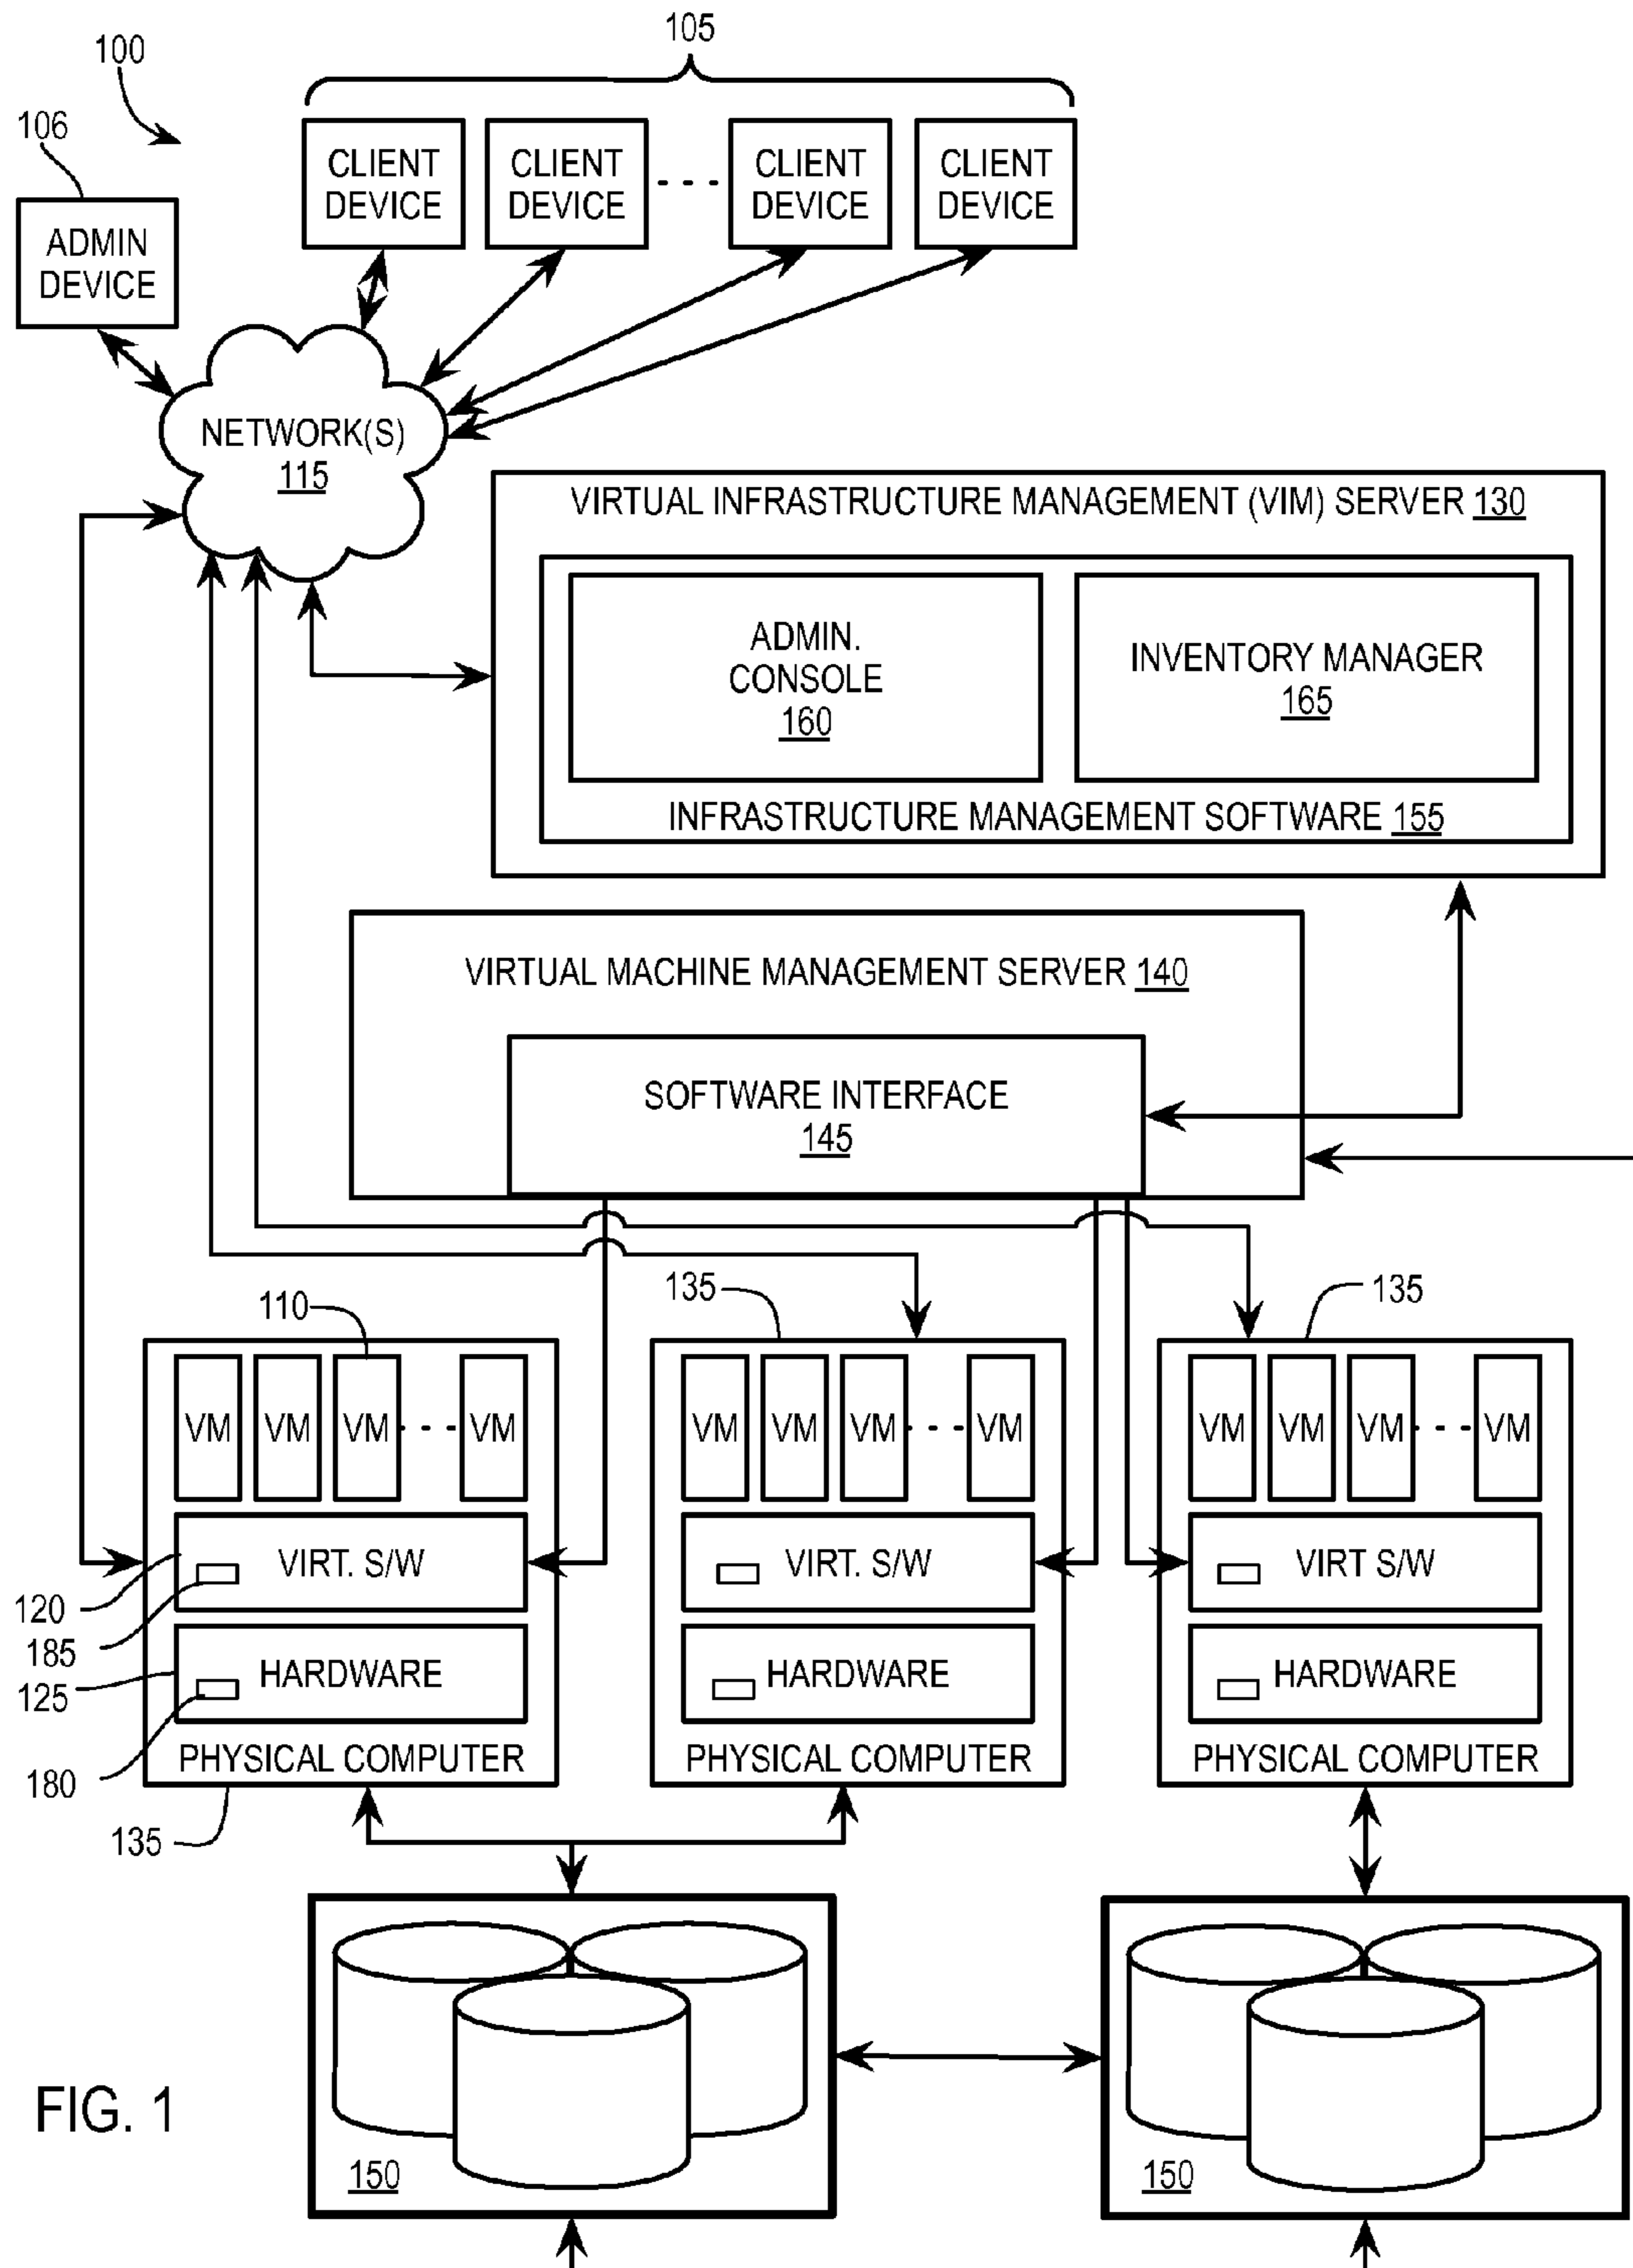 105
100
106
CLIENT
DEVICE
CLIENT
DEVICE
CLIENT
DEVICE
CLIENT
DEVICE
ADMIN
DEVICE
NETWORK(S)
115
VIRTUAL INFRASTRUCTURE MANAGEMENT (VIM) SERVER 130
ADMIN.
CONSOLE
160
INVENTORY MANAGER
165
INFRASTRUCTURE MANAGEMENT SOFTWARE 155
VIRTUAL MACHINE MANAGEMENT SERVER 140
SOFTWARE INTERFACE
145
110
135
135
VM VM VM VM
VM VM VM VM
VM VM VM VM
VIRT. S/W
VIRT. S/W
VIRT S/W
120
185
125
180
HARDWARE
HARDWARE
HARDWARE
PHYSICAL COMPUTER
PHYSICAL COMPUTER
PHYSICAL COMPUTER
135
FIG. 1
150
150